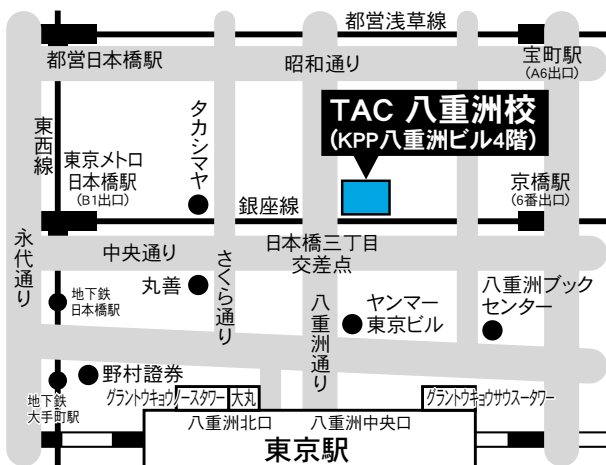 都営浅草線
都営日本橋駅
昭和通り
宝町駅
(A6出口)
TAC 八重洲校
(KPP八重洲ビル4階)
東西線
タカシマヤ
東京メトロ
日本橋駅
(B1出口)
京橋駅
(6番出口)
銀座線
永代通り
中央通り
さくら通り
日本橋三丁目
交差点
丸善
地下鉄
日本橋駅
八重洲通り
ヤンマー
東京ビル
八重洲ブック
センター
野村證券
地下鉄
大手町駅
グラントウキョウノースタワー
大丸
グラントウキョウサウスータワー
八重洲北口
八重洲中央口
東京駅